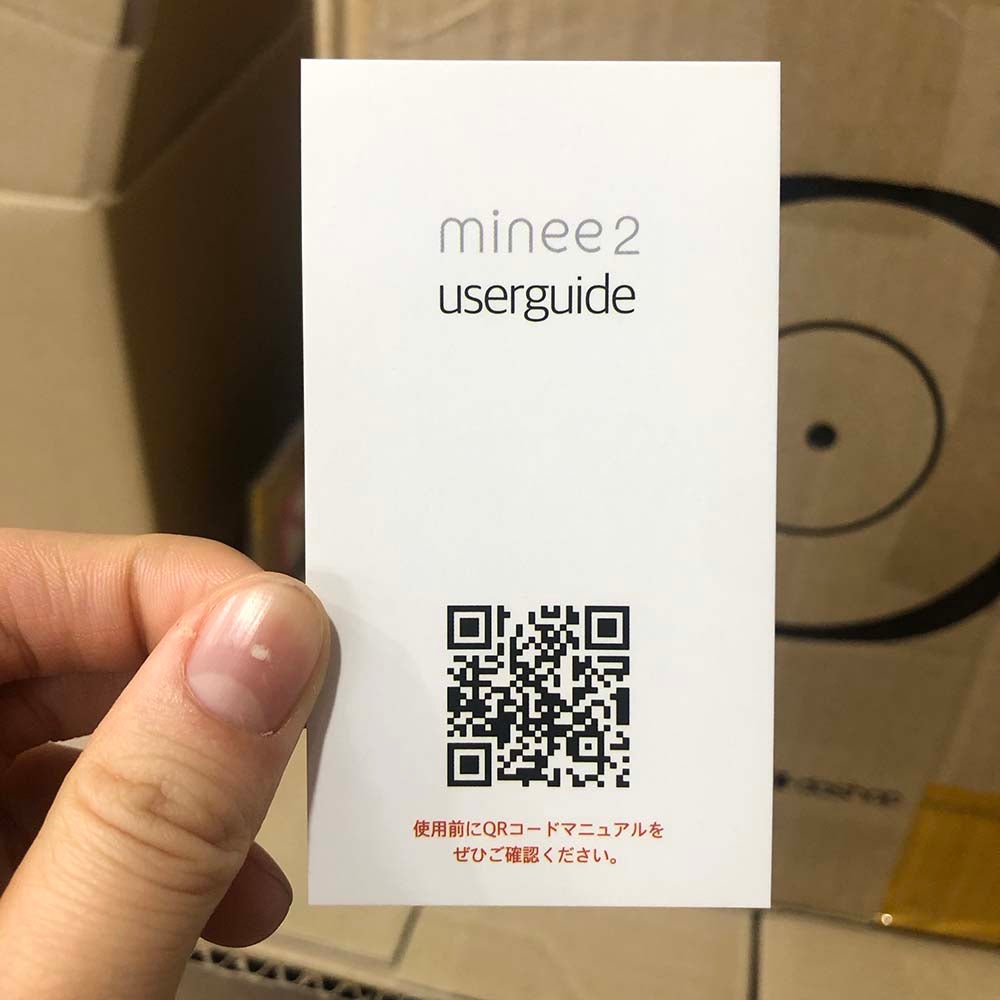 minee2
userguide
使用前にQRコードマニュアルを
ぜひご確認ください。